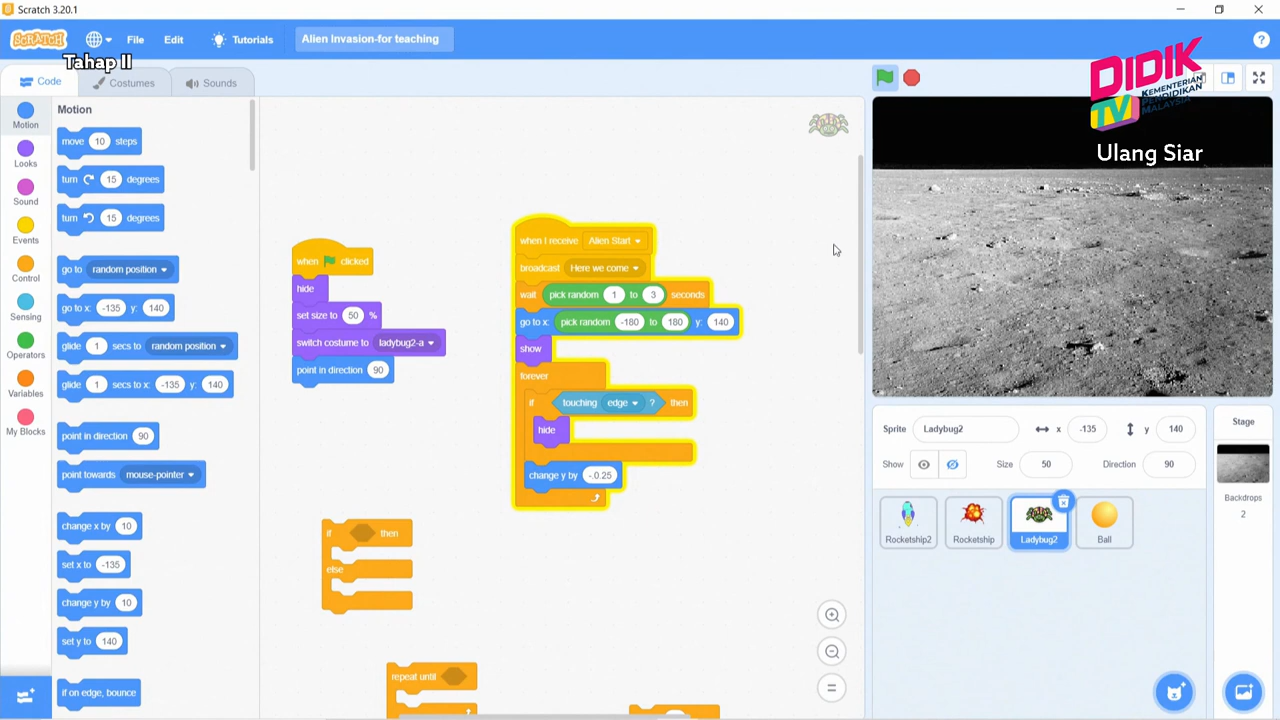 Scratch 3.20.1
SCRATCH
File
Edit
Tutorials
Alien Invasion-for teaching
Tahap II
Code
Costumes
Sounds
DIDIK
TV
KEMENTERIAN
PENDIDIKAN
MALAYSIA
Ulang Siar
Motion
Looks
Sound
Events
Control
Sensing
Operators
Variables
My Blocks
Motion
move 10 steps
turn 15 degrees
turn 15 degrees
go to random position
go to x: -135 y: 140
glide 1 secs to random position
glide 1 secs to x: -135 y: 140
point in direction 90
point towards mouse-pointer
change x by 10
set x to -135
change y by 10
set y to 140
if on edge, bounce
when clicked
hide
set size to 50 %
switch costume to ladybug2-a
point in direction 90
if then
else
repeat until
when I receive Alien Start
broadcast Here we come
wait pick random 1 to 3 seconds
go to x: pick random -180 to 180 y: 140
show
forever
if touching edge ? then
hide
change y by -.0.25
Sprite Ladybug2 x -135 y 140
Show Size 50 Direction 90
Rocketship2
Rocketship
Ladybug2
Ball
Stage
Backdrops
2